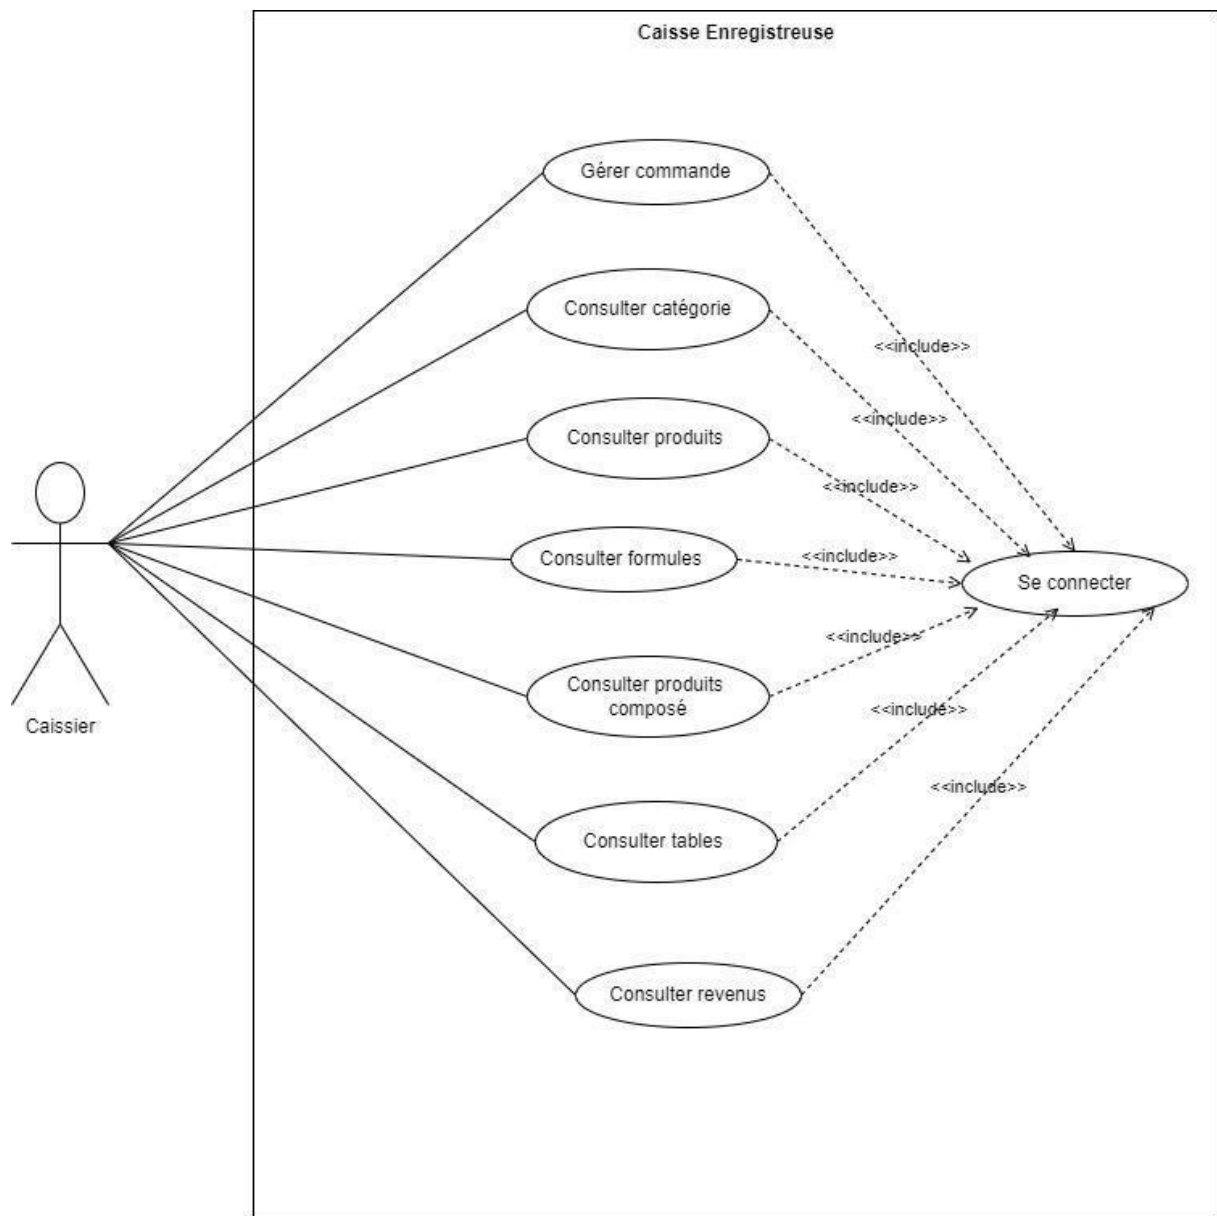 Caisse Enregistreuse
Gérer commande
Consulter catégorie
<<include>>
<<include>>
Consulter produits
<<include>>
Consulter formules
<<include>>
Se connecter
<<include>>
Consulter produits
composé
<<include>>
Caissier
<<include>>
Consulter tables
Consulter revenus